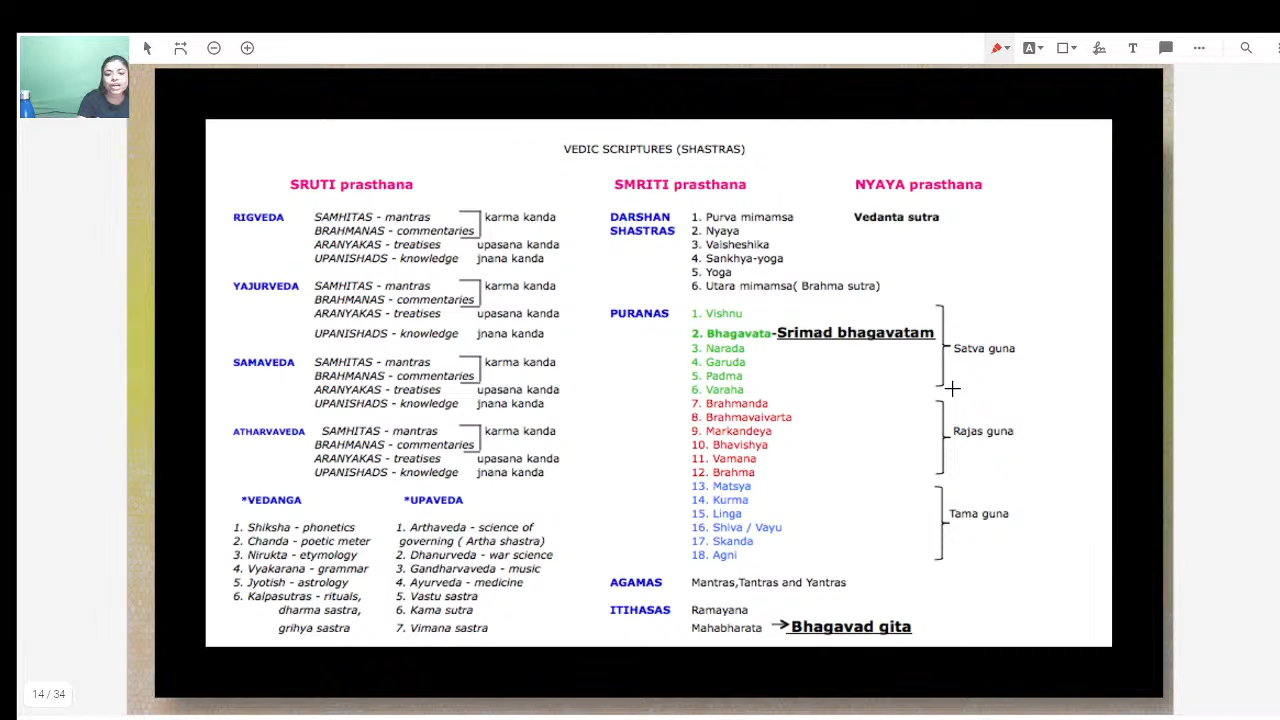 VEDIC SCRIPTURES (SHASTRAS)
SRUTI prasthana
RIGVEDA SAMHITAS - mantras karma kanda
BRAHMANAS - commentaries
ARANYAKAS - treatises upasana kanda
UPANISHADS - knowledge jnana kanda
YAJURVEDA SAMHITAS - mantras karma kanda
BRAHMANAS - commentaries
ARANYAKAS - treatises upasana kanda
UPANISHADS - knowledge jnana kanda
SAMAVEDA SAMHITAS - mantras karma kanda
BRAHMANAS - commentaries
ARANYAKAS - treatises upasana kanda
UPANISHADS - knowledge jnana kanda
ATHARVAVEDA SAMHITAS - mantras karma kanda
BRAHMANAS - commentaries
ARANYAKAS - treatises upasana kanda
UPANISHADS - knowledge jnana kanda
*VEDANGA
1. Shiksha - phonetics
2. Chanda - poetic meter
3. Nirukta - etymology
4. Vyakarana - grammar
5. Jyotish - astrology
6. Kalpasutras - rituals,
dharma sastra,
grihya sastra
*UPAVEDA
1. Arthaveda - science of
governing ( Artha shastra)
2. Dhanurveda - war science
3. Gandharvaveda - music
4. Ayurveda - medicine
5. Vastu sastra
6. Kama sutra
7. Vimana sastra
SMRITI prasthana
DARSHAN 1. Purva mimamsa
SHASTRAS 2. Nyaya
3. Vaisheshika
4. Sankhya-yoga
5. Yoga
6. Utara mimamsa( Brahma sutra)
PURANAS 1. Vishnu
2. Bhagavata-Srimad bhagavatam
3. Narada Satva guna
4. Garuda
5. Padma
6. Varaha
7. Brahmanda
8. Brahmavaivarta
9. Markandeya Rajas guna
10. Bhavishya
11. Vamana
12. Brahma
13. Matsya
14. Kurma
15. Linga Tama guna
16. Shiva / Vayu
17. Skanda
18. Agni
AGAMAS Mantras,Tantras and Yantras
ITIHASAS Ramayana
Mahabharata →Bhagavad gita
NYAYA prasthana
Vedanta sutra
14 / 34